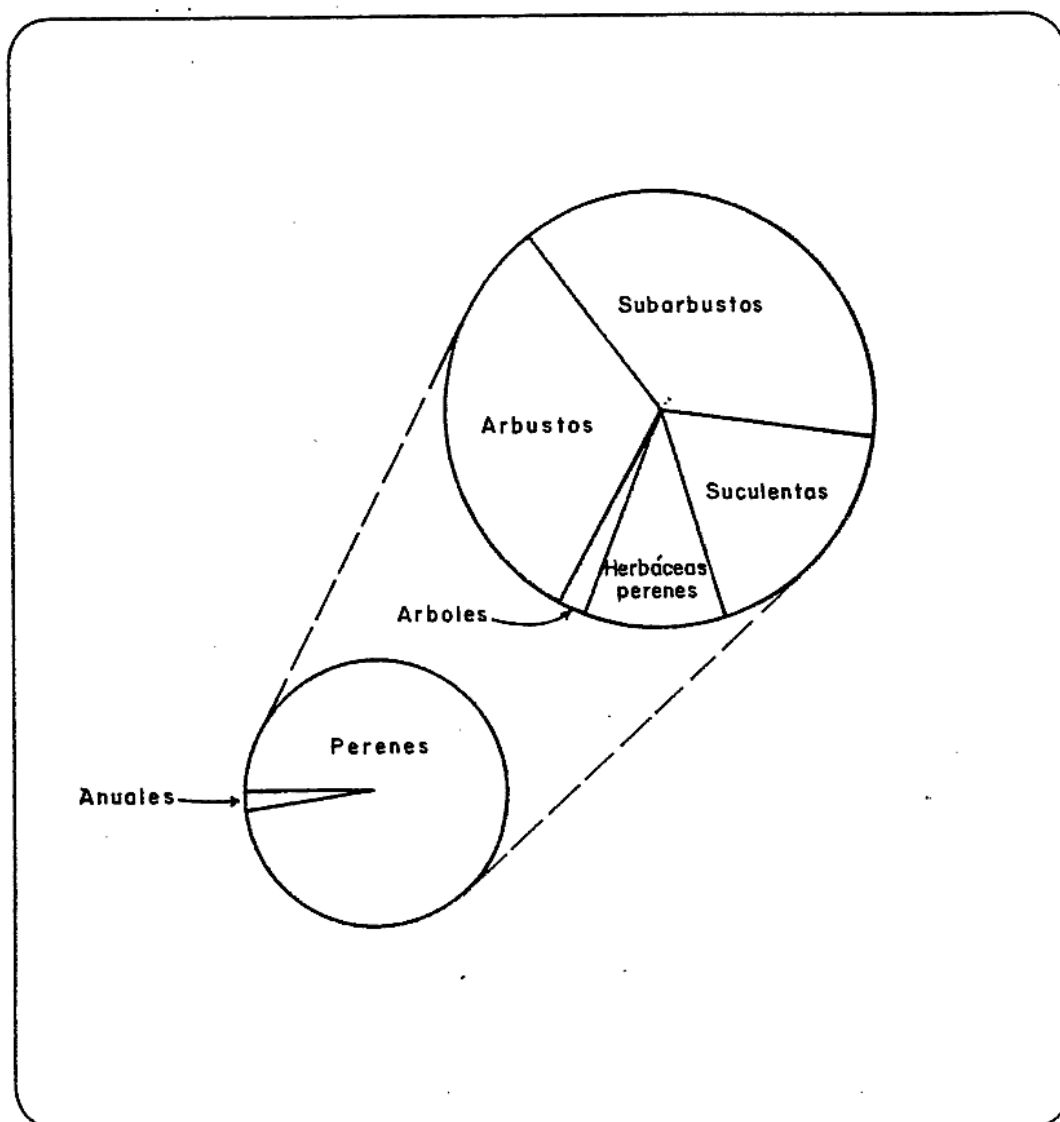 Subarbustos
Arbustos
Suculentas
Herbáceas
perenes
Arboles
Perenes
Anuales